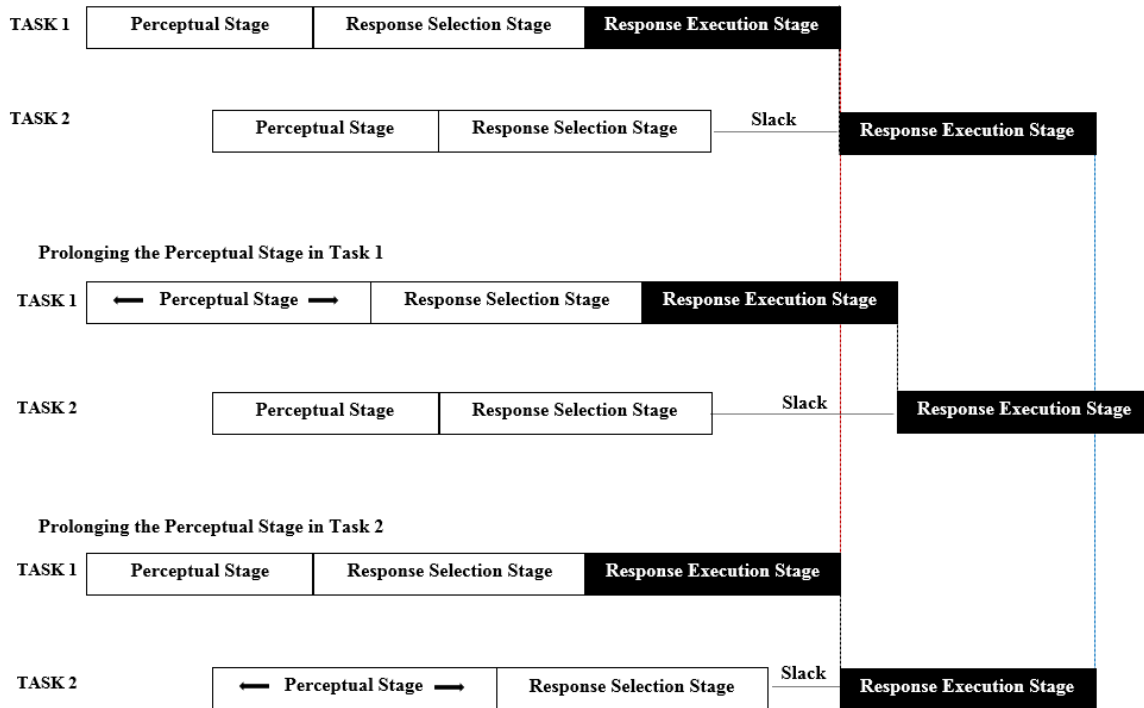 TASK 1 Perceptual Stage Response Selection Stage Response Execution Stage
TASK 2 Perceptual Stage Response Selection Stage Slack Response Execution Stage
Prolonging the Perceptual Stage in Task 1
TASK 1 Perceptual Stage Response Selection Stage Response Execution Stage
TASK 2 Perceptual Stage Response Selection Stage Slack Response Execution Stage
Prolonging the Perceptual Stage in Task 2
TASK 1 Perceptual Stage Response Selection Stage Response Execution Stage
TASK 2 Perceptual Stage Response Selection Stage Slack Response Execution Stage